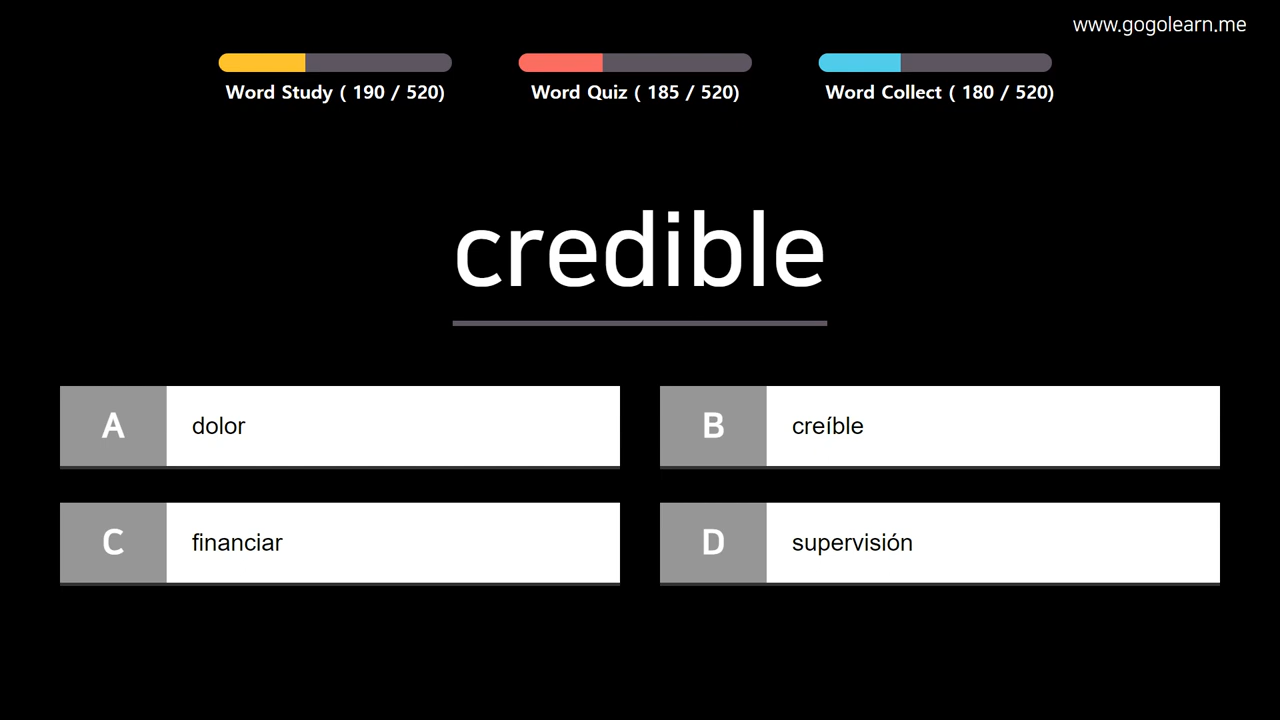 www.gogolearn.me
Word Study ( 190 / 520)
Word Quiz ( 185 / 520)
Word Collect ( 180 / 520)
credible
A dolor
B creíble
C financiar
D supervisión